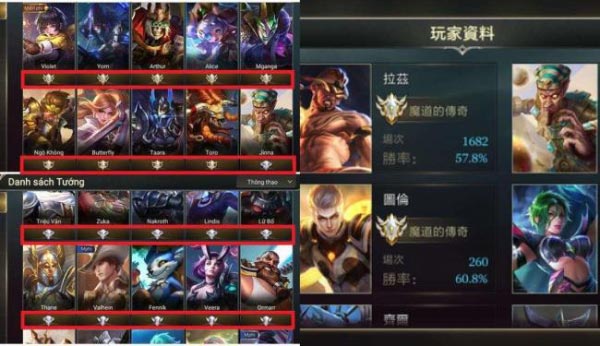 Violet Yorn Arthur Alice Mganga
Ngộ Không Butterfly Taara Toro Jinna
Danh sách Tướng
Thông thạo
Triệu Vân Zuka Nakroth Lindis Lữ Bố
Thane Valhein Fennik Veera Ormarr
玩家資料
拉茲
魔道的傳奇
場次 1682
勝率: 57.8%
圖倫
魔道的傳奇
場次 260
勝率: 60.8%
齊爾